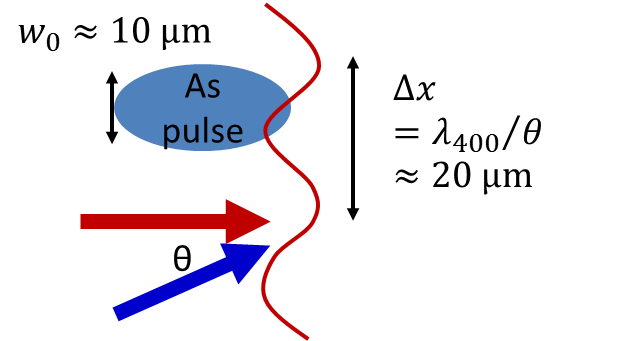 w₀ ≈ 10 μm
As
pulse
Δx
= λ₄₀₀/θ
≈ 20 μm
θ